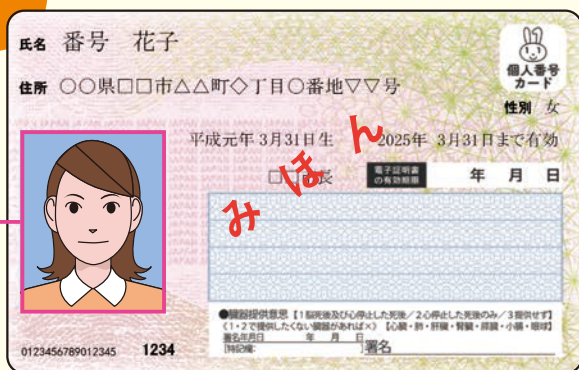 氏名 番号 花子
個人番号
カード
住所 ○○県□□市△△町◇丁目○番地▽▽号
性別 女
平成元年3月31日生 2025年 3月31日まで有効
□□長
電子証明書
の有効期限
年 月 日
みほん
●臓器提供意思【1脳死後及び心停止した死後/2心停止した死後のみ/3提供せず】
《1・2で提供したくない臓器があれば×》【心臓・肺・肝臓・腎臓・膵臓・小腸・眼球】
署名年月日 年 月 日
[特記欄: ]署名
0123456789012345 1234